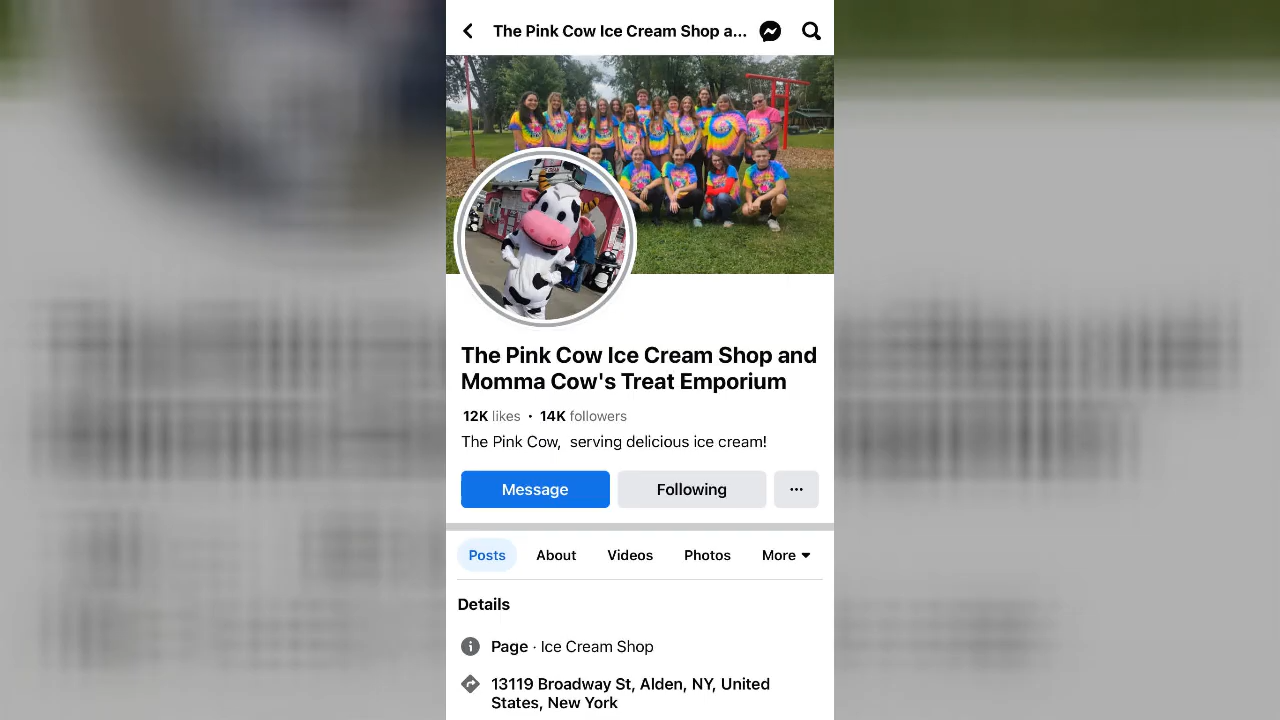 The Pink Cow Ice Cream Shop a...
The Pink Cow Ice Cream Shop and
Momma Cow's Treat Emporium
12K likes · 14K followers
The Pink Cow,  serving delicious ice cream!
Message
Following
Posts
About
Videos
Photos
More
Details
Page · Ice Cream Shop
13119 Broadway St, Alden, NY, United
States, New York